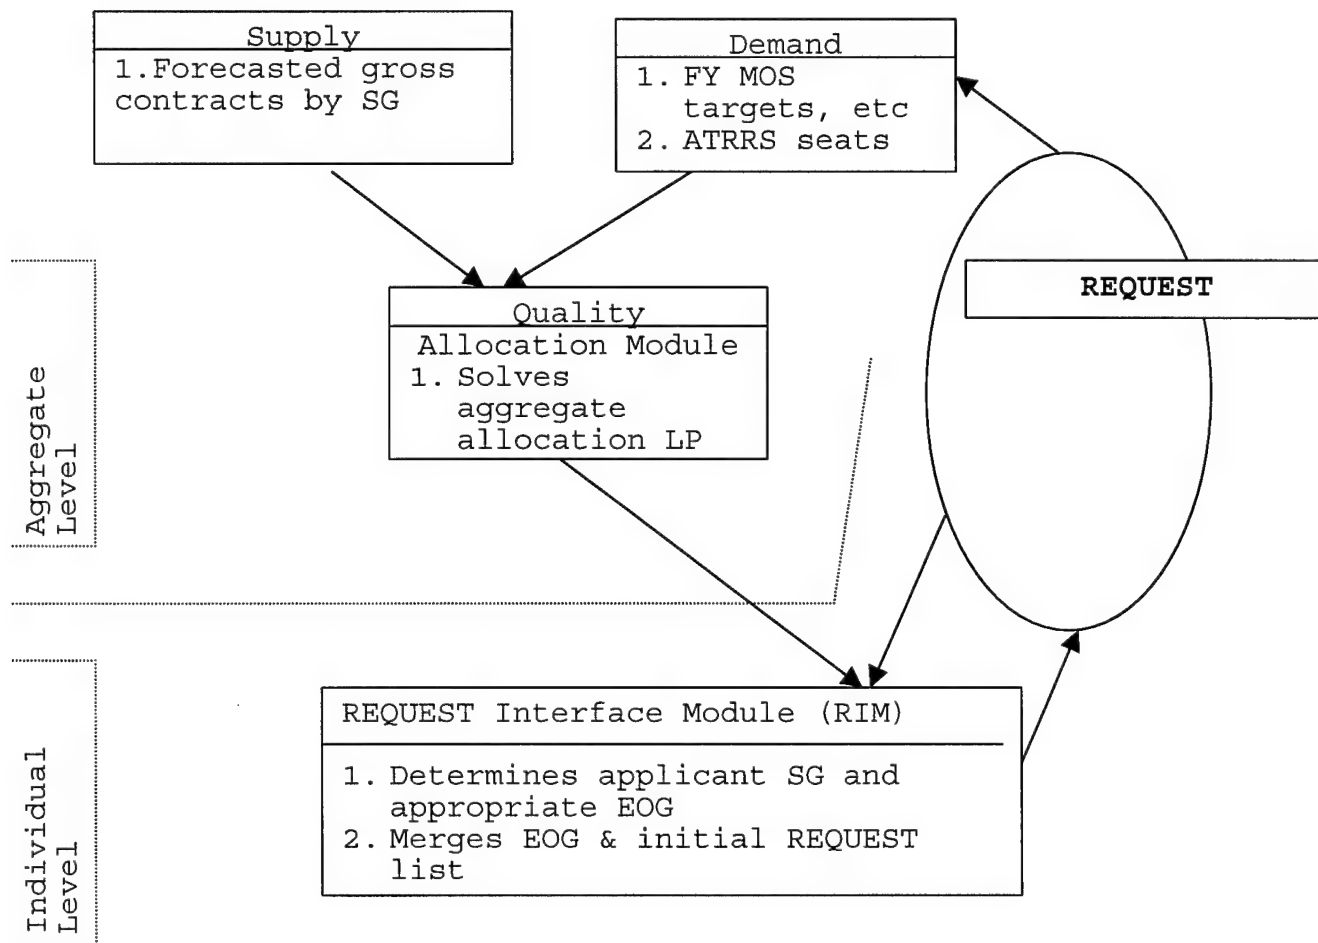 Supply
1.Forecasted gross
contracts by SG
Demand
1. FY MOS
targets, etc
2. ATRRS seats
REQUEST
Quality
Allocation Module
1. Solves
aggregate
allocation LP
Aggregate
Level
REQUEST Interface Module (RIM)
1. Determines applicant SG and
appropriate EOG
2. Merges EOG & initial REQUEST
list
Individual
Level